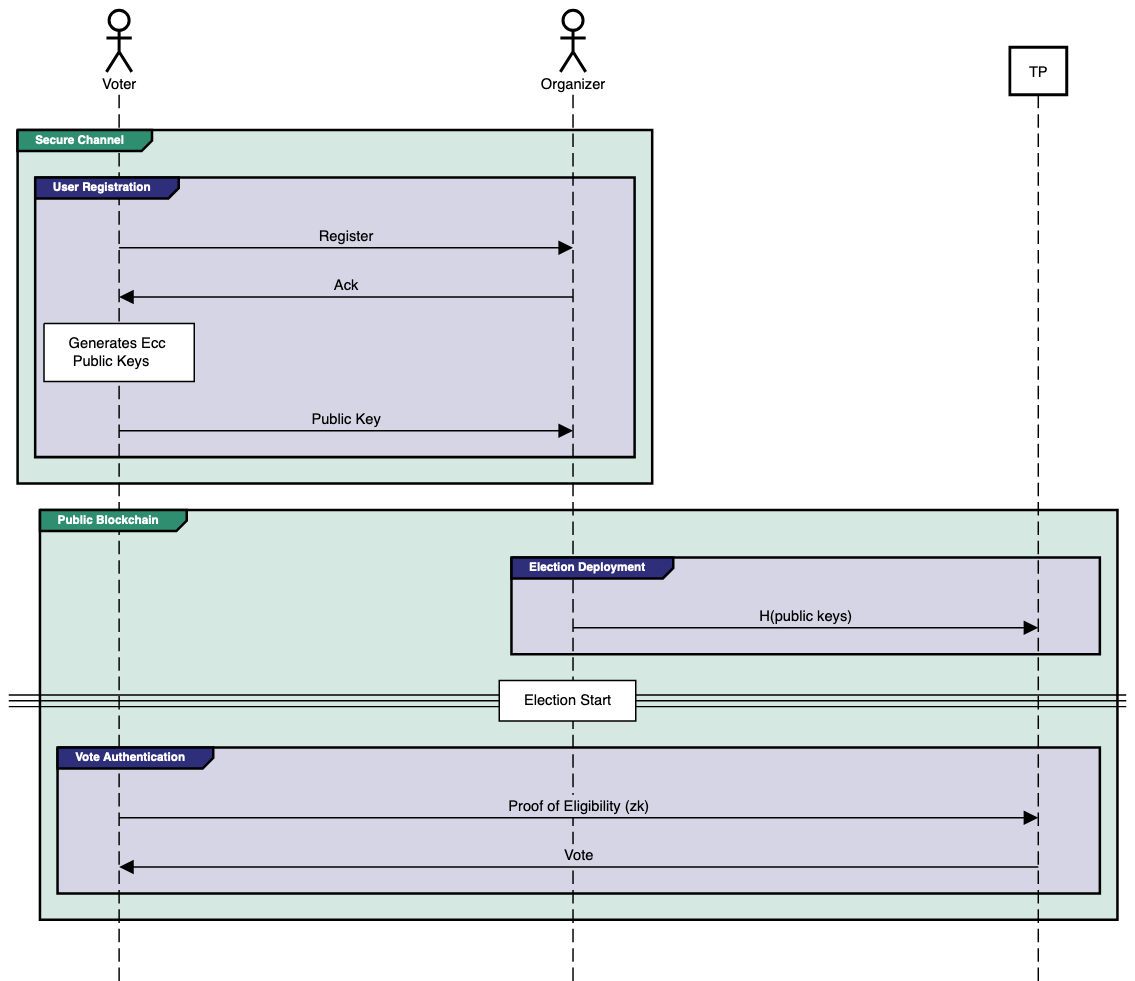 Voter
Organizer
TP
Secure Channel
User Registration
Register
Ack
Generates Ecc
Public Keys
Public Key
Public Blockchain
Election Deployment
H(public keys)
Election Start
Vote Authentication
Proof of Eligibility (zk)
Vote